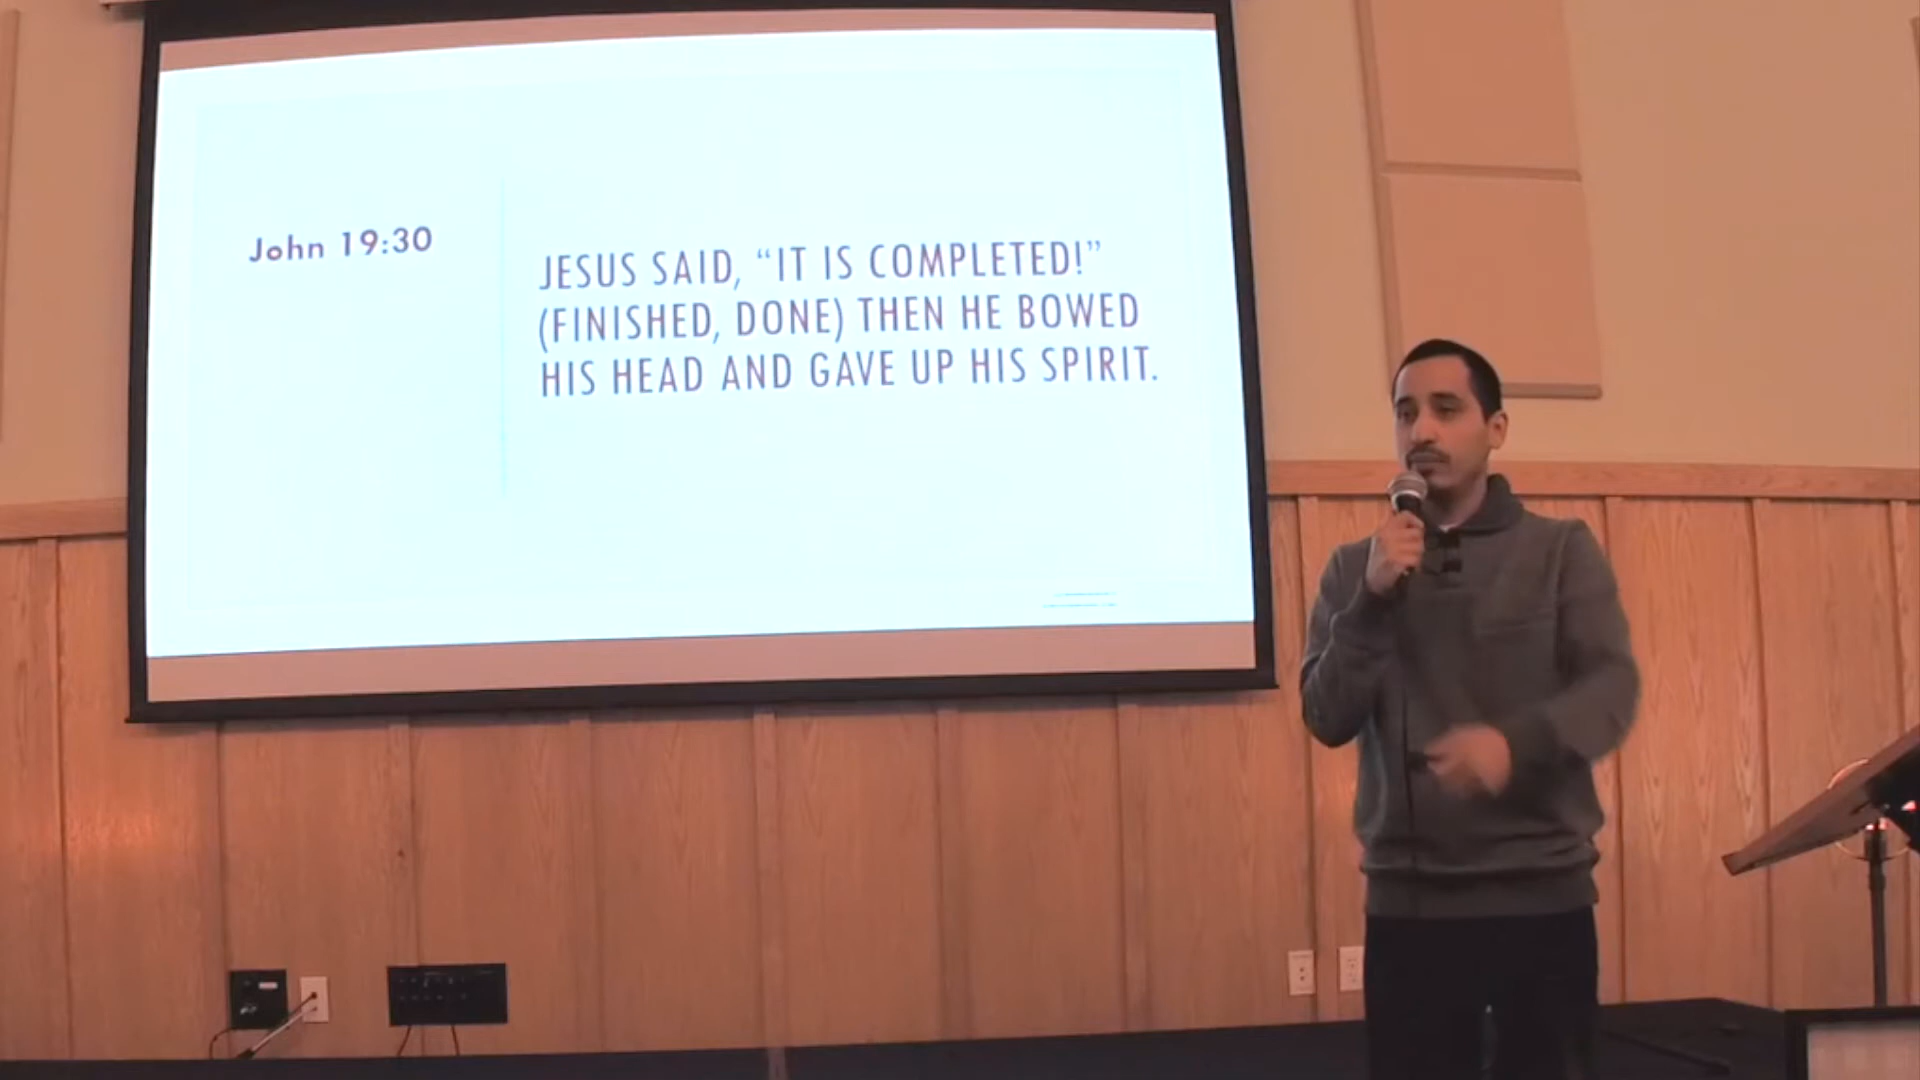 John 19:30
JESUS SAID, “IT IS COMPLETED!”
(FINISHED, DONE) THEN HE BOWED
HIS HEAD AND GAVE UP HIS SPIRIT.